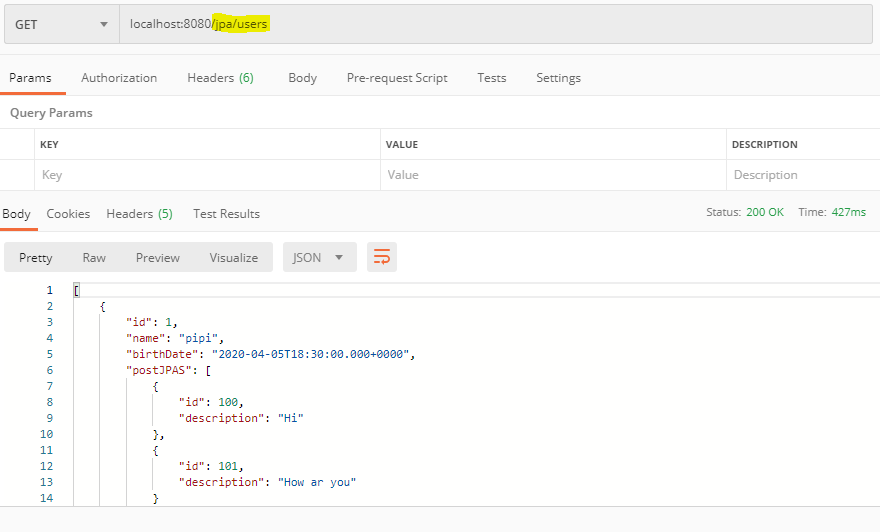 GET localhost:8080/jpa/users
Params Authorization Headers (6) Body Pre-request Script Tests Settings
Query Params
KEY VALUE DESCRIPTION
Key Value Description
Body Cookies Headers (5) Test Results Status: 200 OK Time: 427ms
Pretty Raw Preview Visualize JSON
1 [
2 {
3 "id": 1,
4 "name": "pipi",
5 "birthDate": "2020-04-05T18:30:00.000+0000",
6 "postJPAS": [
7 {
8 "id": 100,
9 "description": "Hi"
10 },
11 {
12 "id": 101,
13 "description": "How ar you"
14 }